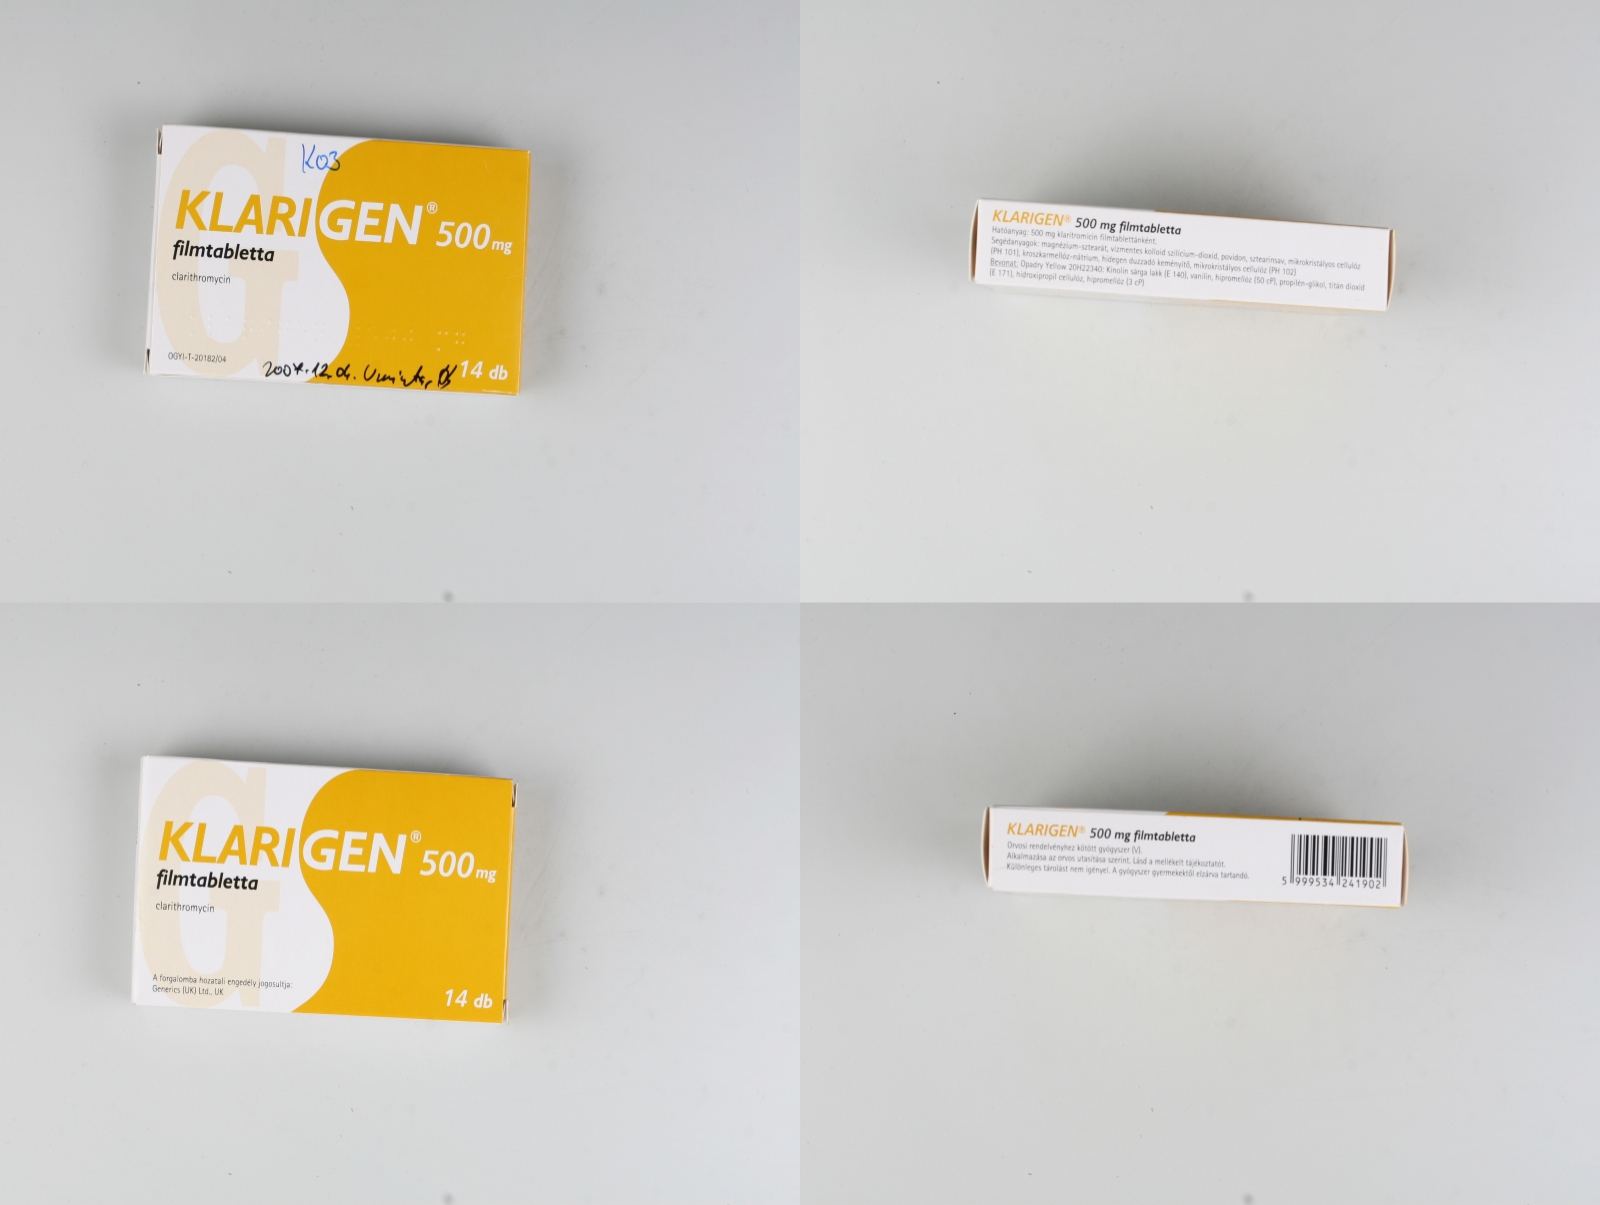 K03
KLARIGEN® 500 mg
filmtabletta
clarithromycin
OGYI-T-20182/04
14 db
KLARIGEN® 500 mg filmtabletta
Hatóanyag: 500 mg klaritromicin filmtablettánként.
Segédanyagok: magnézium-sztearát, vízmentes kolloid szilícium-dioxid, povidon, sztearinsav, mikrokristályos cellulóz
(PH 101), kroszkarmellóz-nátrium, hidegen duzzadó keményítő, mikrokristályos cellulóz (PH 102)
Bevonat: Opadry Yellow 20H22340: Kinolin sárga lakk (E 140), vanilin, hipromellóz (50 cP), propilén-glikol, titán dioxid
(E 171), hidroxipropil cellulóz, hipromellóz (3 cP)
KLARIGEN® 500 mg
filmtabletta
clarithromycin
A forgalomba hozatali engedély jogosultja:
Generics (UK) Ltd., UK
14 db
KLARIGEN® 500 mg filmtabletta
Orvosi rendelvényhez kötött gyógyszer (V).
Alkalmazása az orvos utasítása szerint. Lásd a mellékelt tájékoztatót.
Különleges tárolást nem igényel. A gyógyszer gyermekektől elzárva tartandó.
5 999534 241902